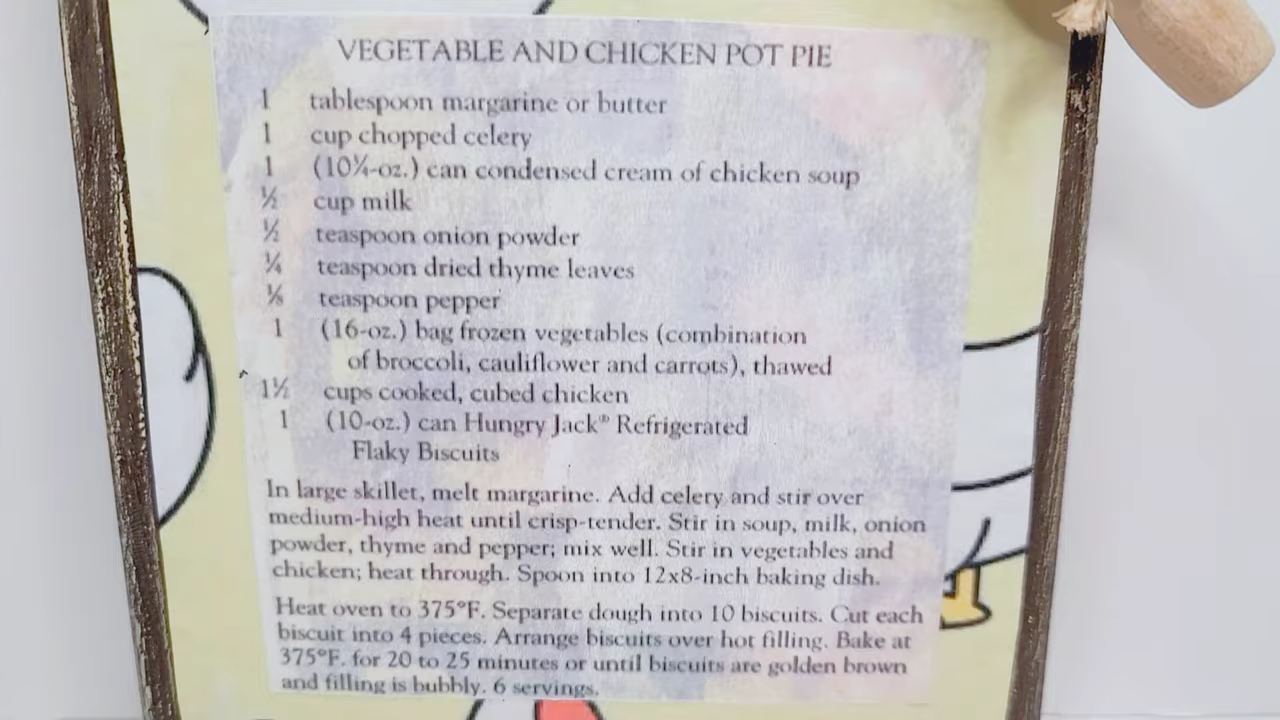 VEGETABLE AND CHICKEN POT PIE
1 tablespoon margarine or butter
1 cup chopped celery
1 (10¾-oz.) can condensed cream of chicken soup
½ cup milk
½ teaspoon onion powder
¼ teaspoon dried thyme leaves
⅛ teaspoon pepper
1 (16-oz.) bag frozen vegetables (combination
of broccoli, cauliflower and carrots), thawed
1½ cups cooked, cubed chicken
1 (10-oz.) can Hungry Jack® Refrigerated
Flaky Biscuits
In large skillet, melt margarine. Add celery and stir over
medium-high heat until crisp-tender. Stir in soup, milk, onion
powder, thyme and pepper; mix well. Stir in vegetables and
chicken; heat through. Spoon into 12x8-inch baking dish.
Heat oven to 375°F. Separate dough into 10 biscuits. Cut each
biscuit into 4 pieces. Arrange biscuits over hot filling. Bake at
375°F. for 20 to 25 minutes or until biscuits are golden brown
and filling is bubbly. 6 servings.